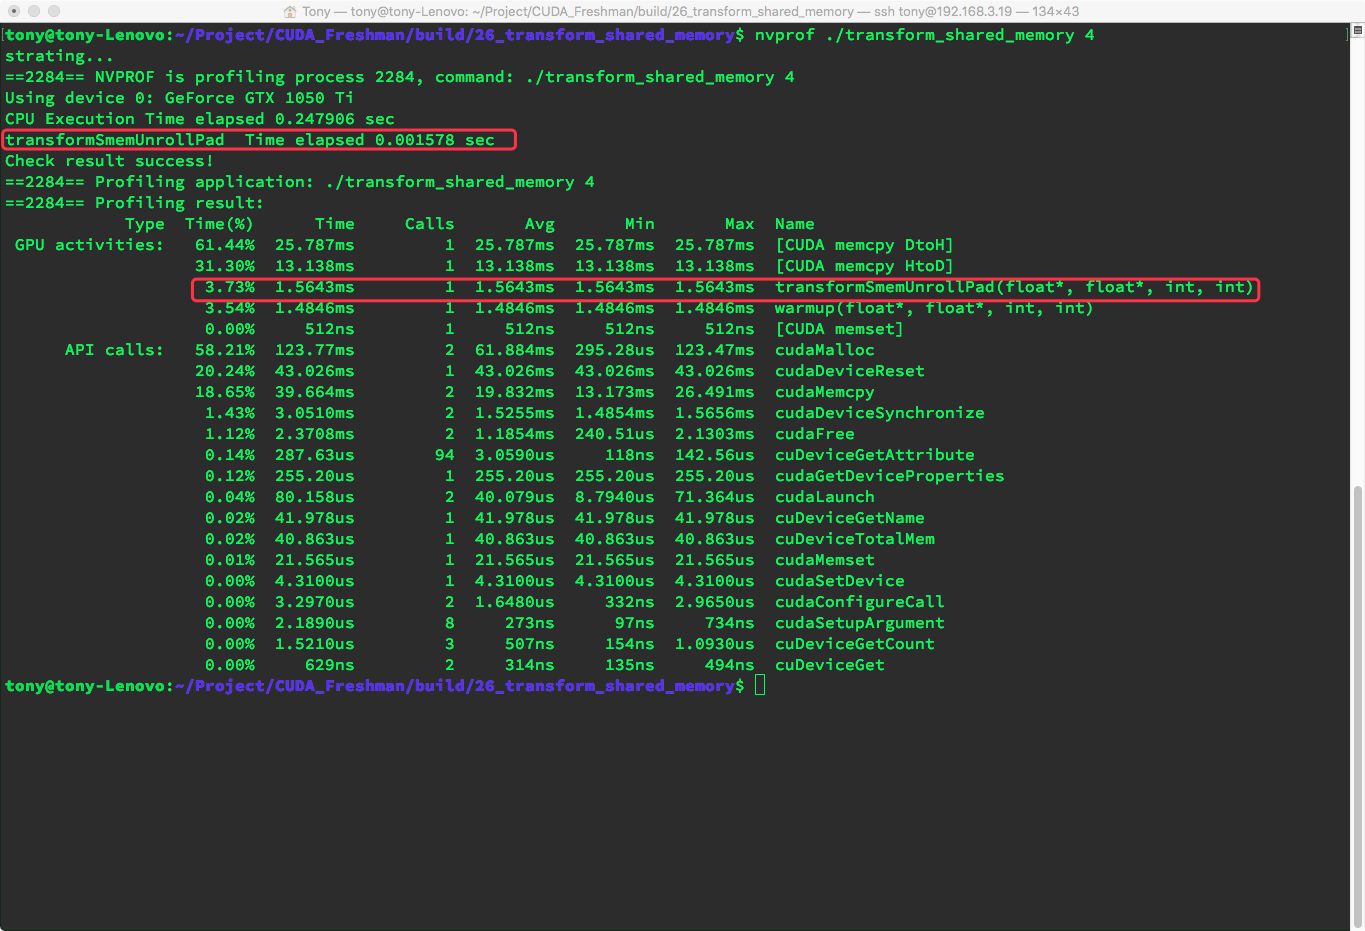 Tony — tony@tony-Lenovo: ~/Project/CUDA_Freshman/build/26_transform_shared_memory — ssh tony@192.168.3.19 — 134×43
tony@tony-Lenovo:~/Project/CUDA_Freshman/build/26_transform_shared_memory$ nvprof ./transform_shared_memory 4
strating...
==2284== NVPROF is profiling process 2284, command: ./transform_shared_memory 4
Using device 0: GeForce GTX 1050 Ti
CPU Execution Time elapsed 0.247906 sec
transformSmemUnrollPad  Time elapsed 0.001578 sec
Check result success!
==2284== Profiling application: ./transform_shared_memory 4
==2284== Profiling result:
Type  Time(%)      Time     Calls       Avg       Min       Max  Name
GPU activities:   61.44%  25.787ms         1  25.787ms  25.787ms  25.787ms  [CUDA memcpy DtoH]
31.30%  13.138ms         1  13.138ms  13.138ms  13.138ms  [CUDA memcpy HtoD]
3.73%  1.5643ms         1  1.5643ms  1.5643ms  1.5643ms  transformSmemUnrollPad(float*, float*, int, int)
3.54%  1.4846ms         1  1.4846ms  1.4846ms  1.4846ms  warmup(float*, float*, int, int)
0.00%     512ns         1     512ns     512ns     512ns  [CUDA memset]
API calls:   58.21%  123.77ms         2  61.884ms  295.28us  123.47ms  cudaMalloc
20.24%  43.026ms         1  43.026ms  43.026ms  43.026ms  cudaDeviceReset
18.65%  39.664ms         2  19.832ms  13.173ms  26.491ms  cudaMemcpy
1.43%  3.0510ms         2  1.5255ms  1.4854ms  1.5656ms  cudaDeviceSynchronize
1.12%  2.3708ms         2  1.1854ms  240.51us  2.1303ms  cudaFree
0.14%  287.63us        94  3.0590us     118ns  142.56us  cuDeviceGetAttribute
0.12%  255.20us         1  255.20us  255.20us  255.20us  cudaGetDeviceProperties
0.04%  80.158us         2  40.079us  8.7940us  71.364us  cudaLaunch
0.02%  41.978us         1  41.978us  41.978us  41.978us  cuDeviceGetName
0.02%  40.863us         1  40.863us  40.863us  40.863us  cuDeviceTotalMem
0.01%  21.565us         1  21.565us  21.565us  21.565us  cudaMemset
0.00%  4.3100us         1  4.3100us  4.3100us  4.3100us  cudaSetDevice
0.00%  3.2970us         2  1.6480us     332ns  2.9650us  cudaConfigureCall
0.00%  2.1890us         8     273ns      97ns     734ns  cudaSetupArgument
0.00%  1.5210us         3     507ns     154ns  1.0930us  cuDeviceGetCount
0.00%     629ns         2     314ns     135ns     494ns  cuDeviceGet
tony@tony-Lenovo:~/Project/CUDA_Freshman/build/26_transform_shared_memory$